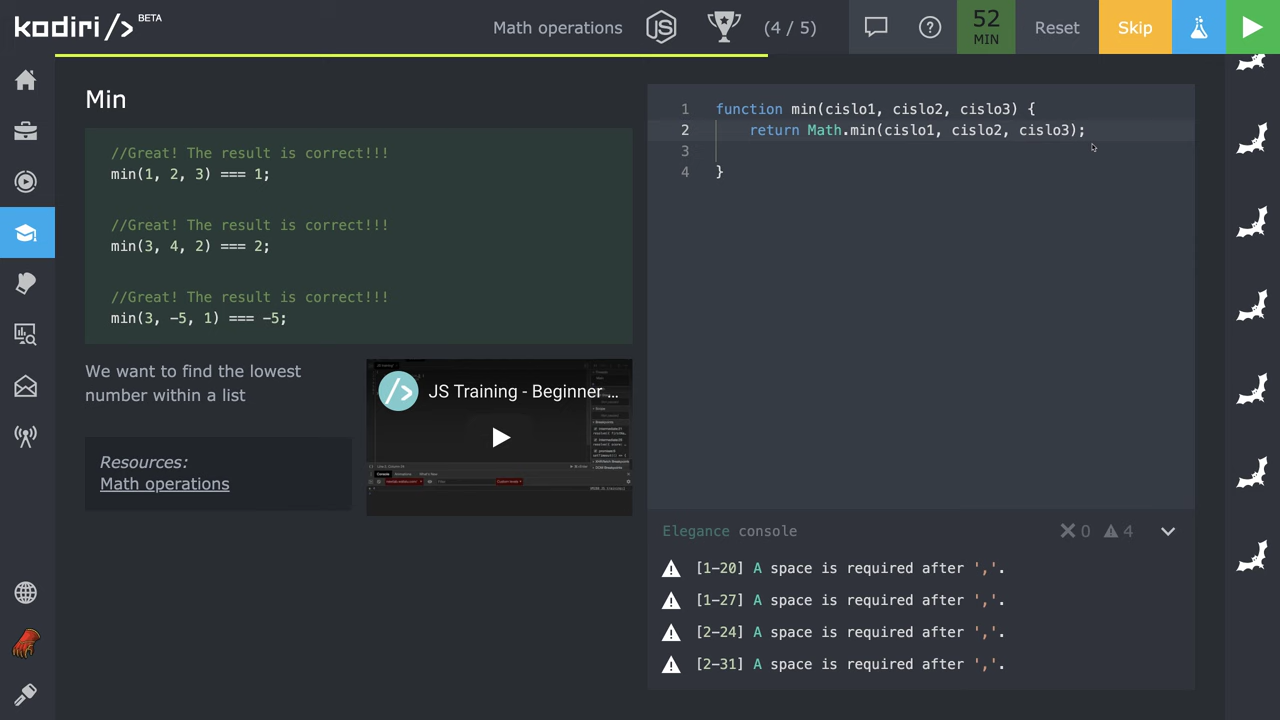 kodiri/> BETA
Math operations
JS
(4 / 5)
52
MIN
Reset
Skip
Min
//Great! The result is correct!!!
min(1, 2, 3) === 1;
//Great! The result is correct!!!
min(3, 4, 2) === 2;
//Great! The result is correct!!!
min(3, -5, 1) === -5;
We want to find the lowest
number within a list
Resources:
Math operations
JS Training - Beginner ...
1 function min(cislo1, cislo2, cislo3) {
2 return Math.min(cislo1, cislo2, cislo3);
3
4 }
Elegance console
0
4
[1-20] A space is required after ','.
[1-27] A space is required after ','.
[2-24] A space is required after ','.
[2-31] A space is required after ','.